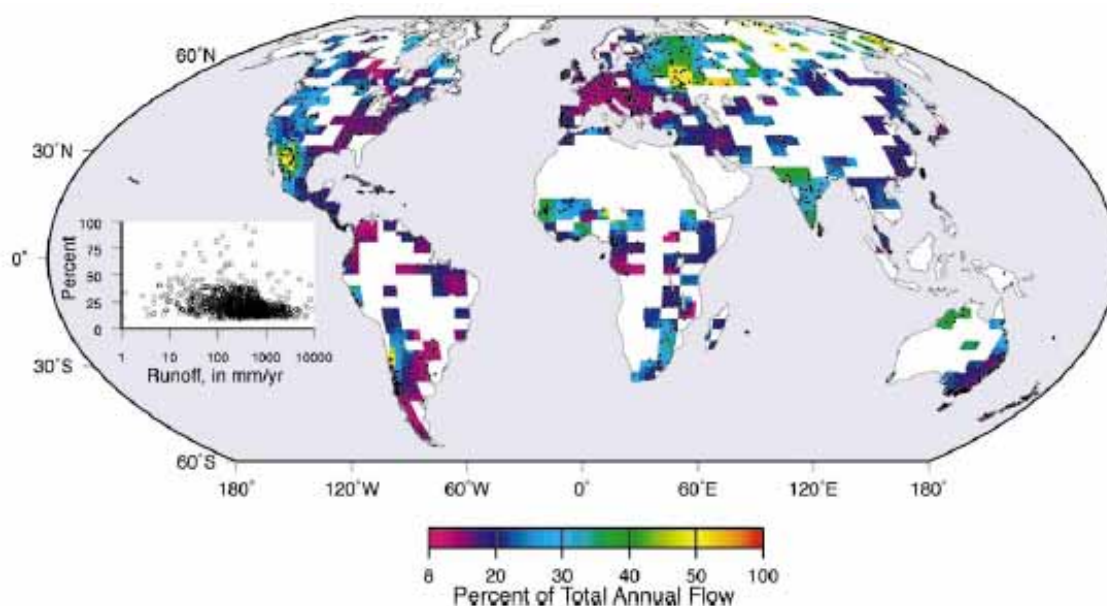 60°N
30°N
0°
30°S
60°S
100
75
50
25
0
Percent
1 10 100 1000 10000
Runoff, in mm/yr
180° 120°W 60°W 0° 60°E 120°E 180°
8 20 30 40 50 100
Percent of Total Annual Flow